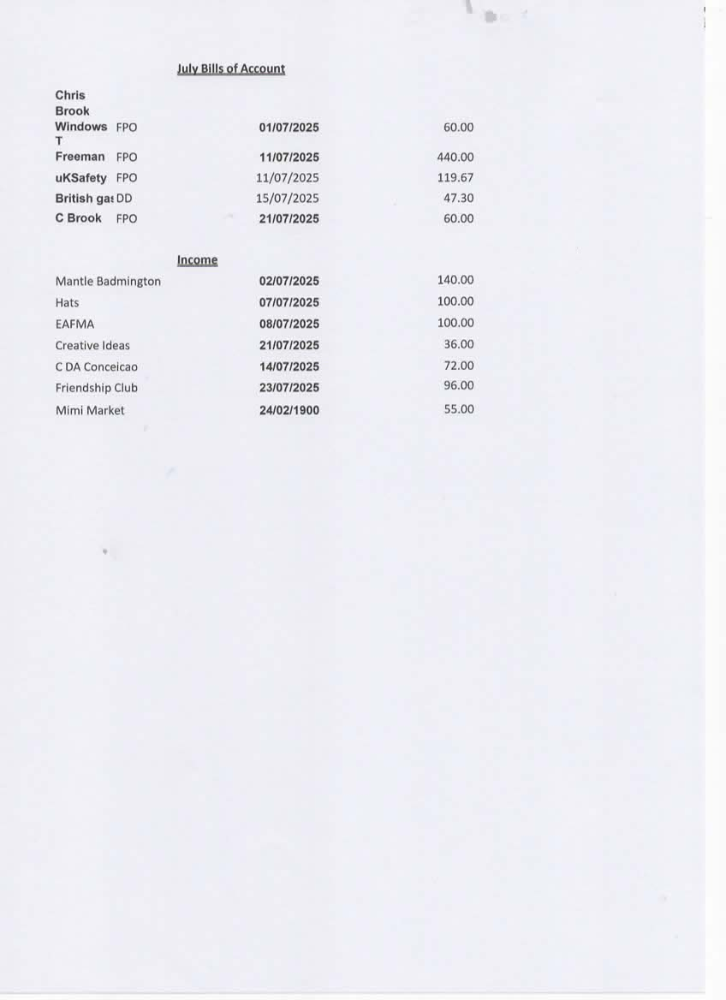 July Bills of Account
Chris
Brook
Windows FPO 01/07/2025 60.00
T
Freeman FPO 11/07/2025 440.00
uKSafety FPO 11/07/2025 119.67
British gas DD 15/07/2025 47.30
C Brook FPO 21/07/2025 60.00
Income
Mantle Badmington 02/07/2025 140.00
Hats 07/07/2025 100.00
EAFMA 08/07/2025 100.00
Creative Ideas 21/07/2025 36.00
C DA Conceicao 14/07/2025 72.00
Friendship Club 23/07/2025 96.00
Mimi Market 24/02/1900 55.00